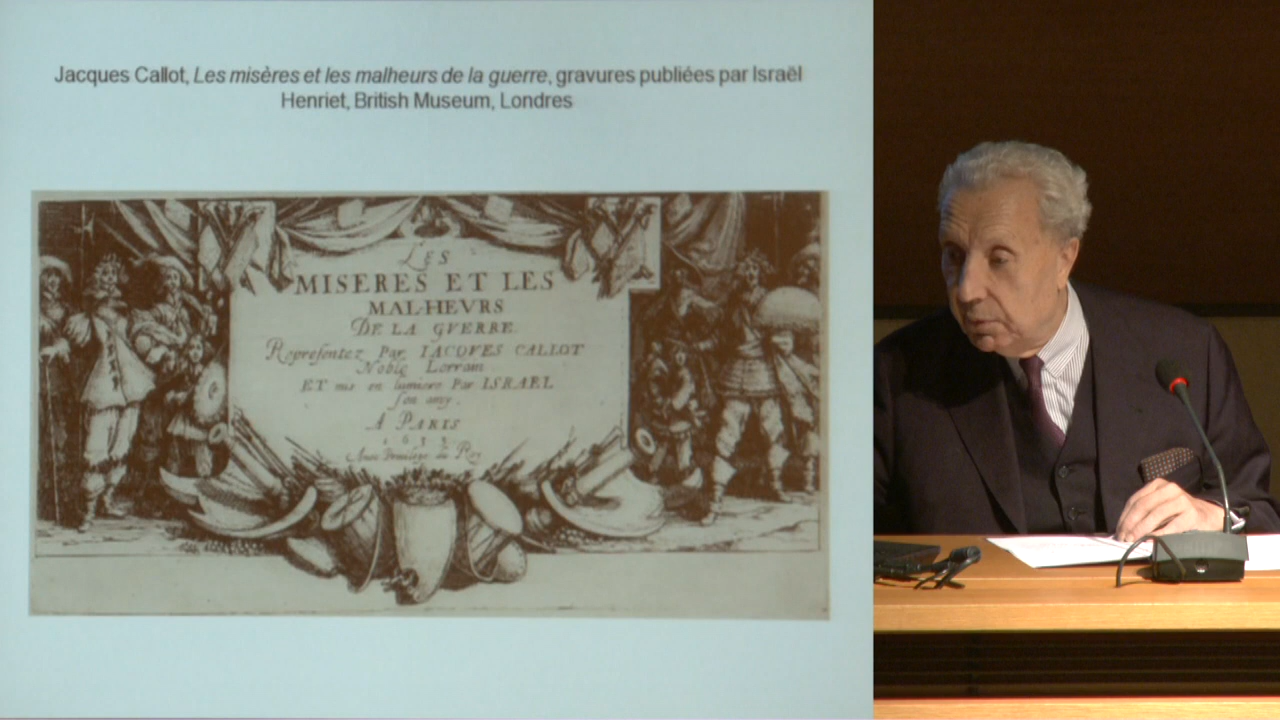 Jacques Callot, Les misères et les malheurs de la guerre, gravures publiées par Israël
Henriet, British Museum, Londres
LES
MISERES ET LES
MAL-HEVRS
DE LA GVERRE
Representez Par IACQVES CALLOT
Noble Lorrain
ET mis en lumiere Par ISRAEL
son amy.
A PARIS
1633
Avec Privilege du Roy